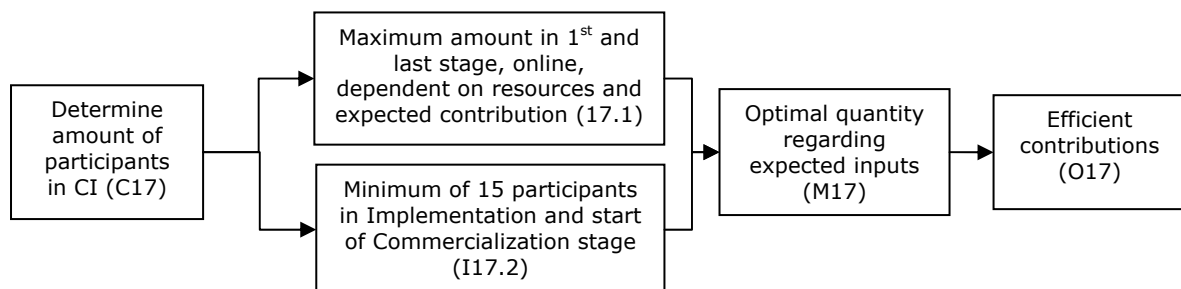 Determine
amount of
participants
in CI (C17)
Maximum amount in 1st and
last stage, online,
dependent on resources and
expected contribution (17.1)
Minimum of 15 participants
in Implementation and start
of Commercialization stage
(I17.2)
Optimal quantity
regarding
expected inputs
(M17)
Efficient
contributions
(O17)